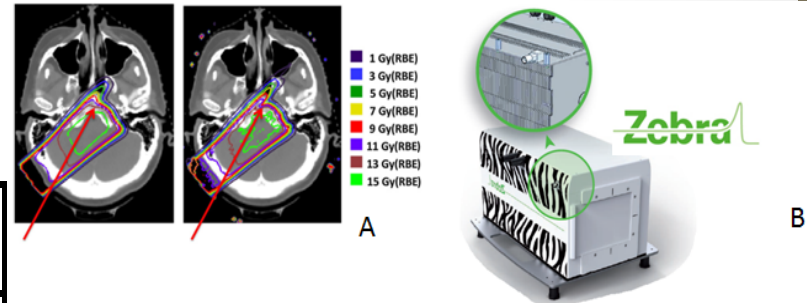 1 Gy(RBE)
3 Gy(RBE)
5 Gy(RBE)
7 Gy(RBE)
9 Gy(RBE)
11 Gy(RBE)
13 Gy(RBE)
15 Gy(RBE)
A
Zebra
B